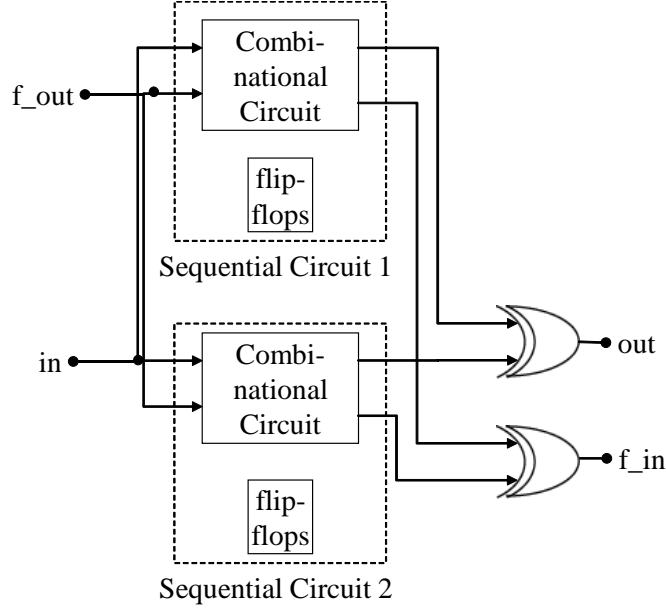 Combi-
national
Circuit
f_out
flip-
flops
Sequential Circuit 1
in
Combi-
national
Circuit
out
f_in
flip-
flops
Sequential Circuit 2